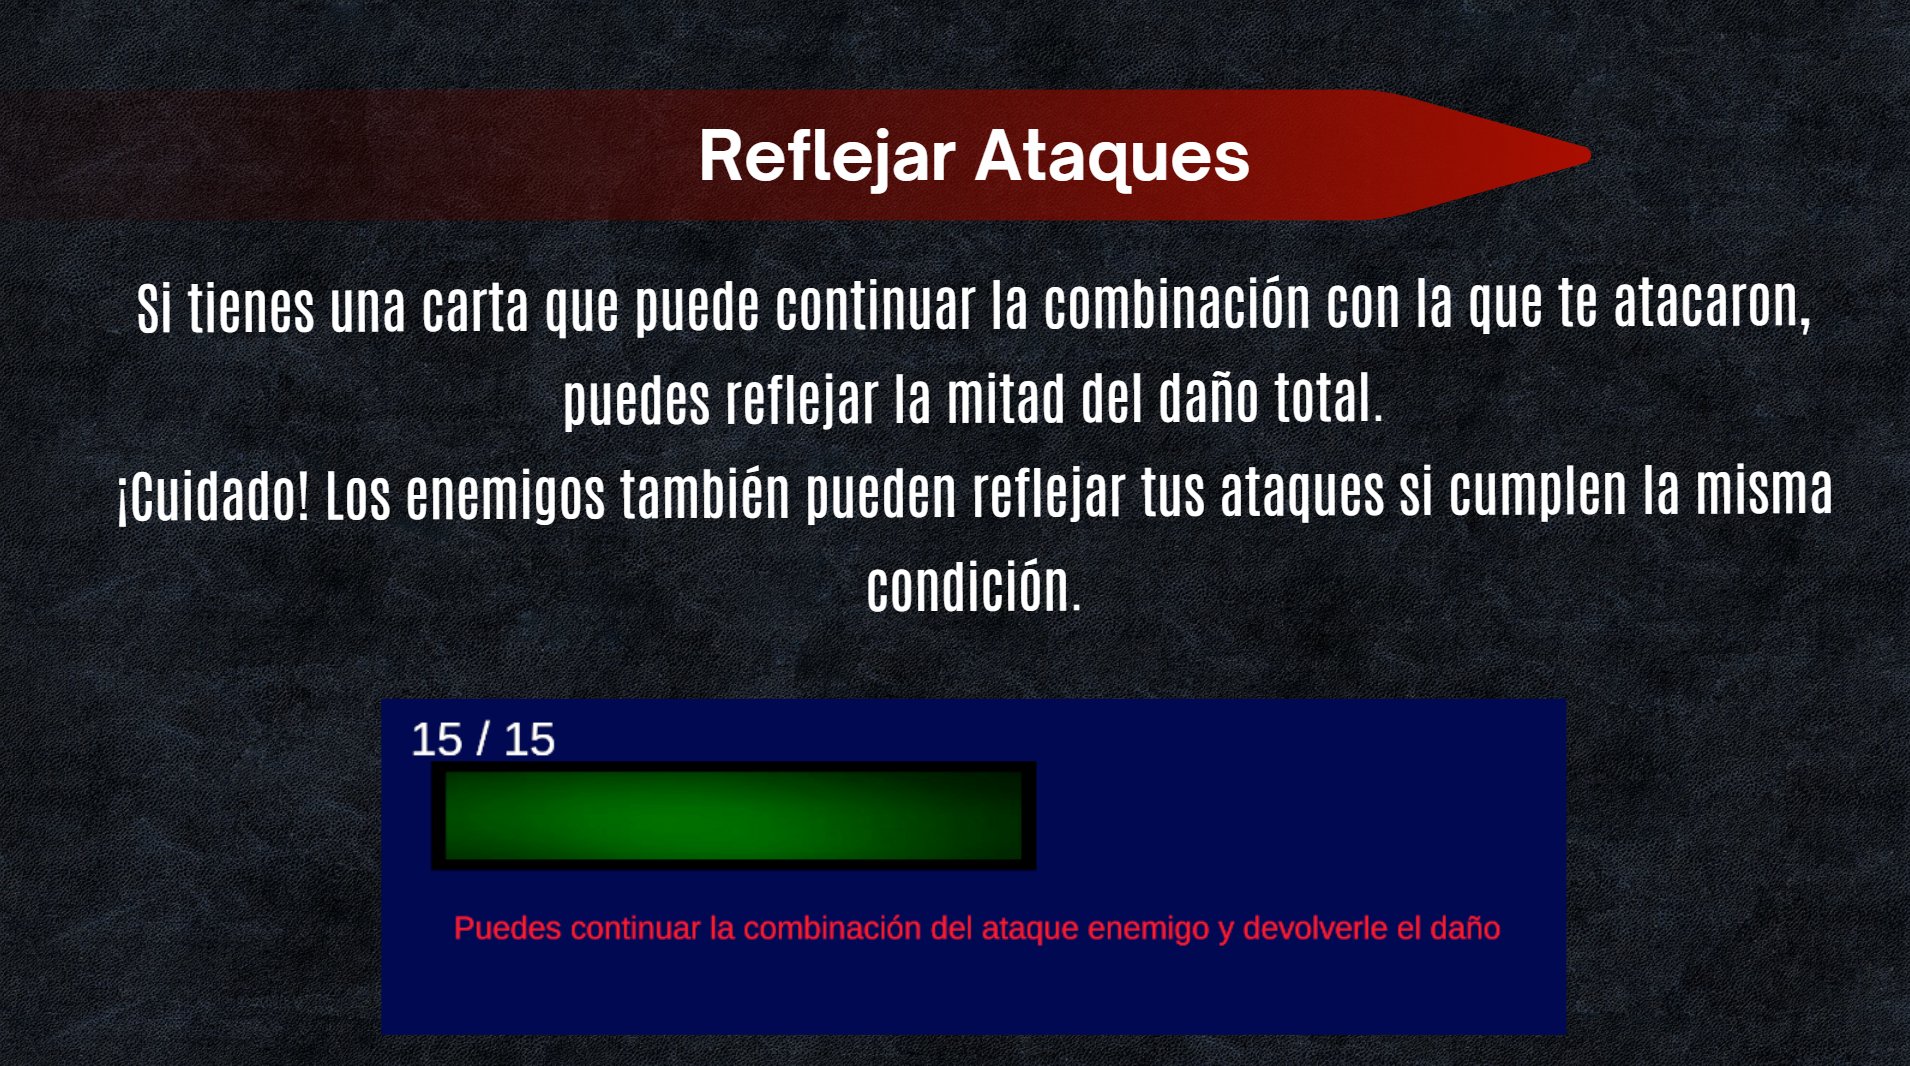 Reflejar Ataques
Si tienes una carta que puede continuar la combinación con la que te atacaron,
puedes reflejar la mitad del daño total.
¡Cuidado! Los enemigos también pueden reflejar tus ataques si cumplen la misma
condición.
15 / 15
Puedes continuar la combinación del ataque enemigo y devolverle el daño